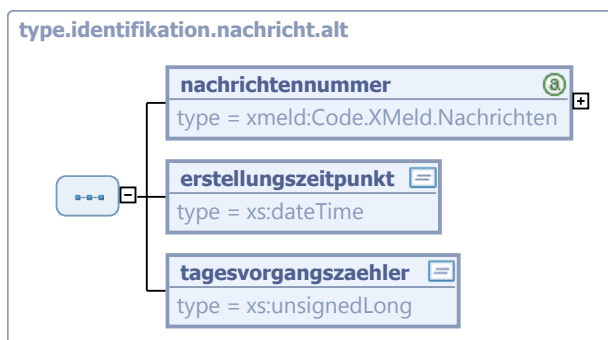 type.identifikation.nachricht.alt
nachrichtennummer
type = xmeld:Code.XMeld.Nachrichten
erstellungszeitpunkt
type = xs:dateTime
tagesvorgangszaehler
type = xs:unsignedLong